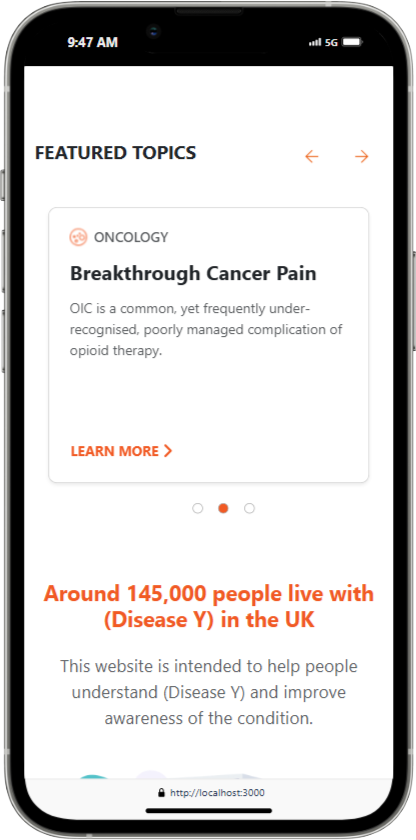 9:47 AM
5G
FEATURED TOPICS
ONCOLOGY
Breakthrough Cancer Pain
OIC is a common, yet frequently under-
recognised, poorly managed complication of
opioid therapy.
LEARN MORE
Around 145,000 people live with
(Disease Y) in the UK
This website is intended to help people
understand (Disease Y) and improve
awareness of the condition.
http://localhost:3000